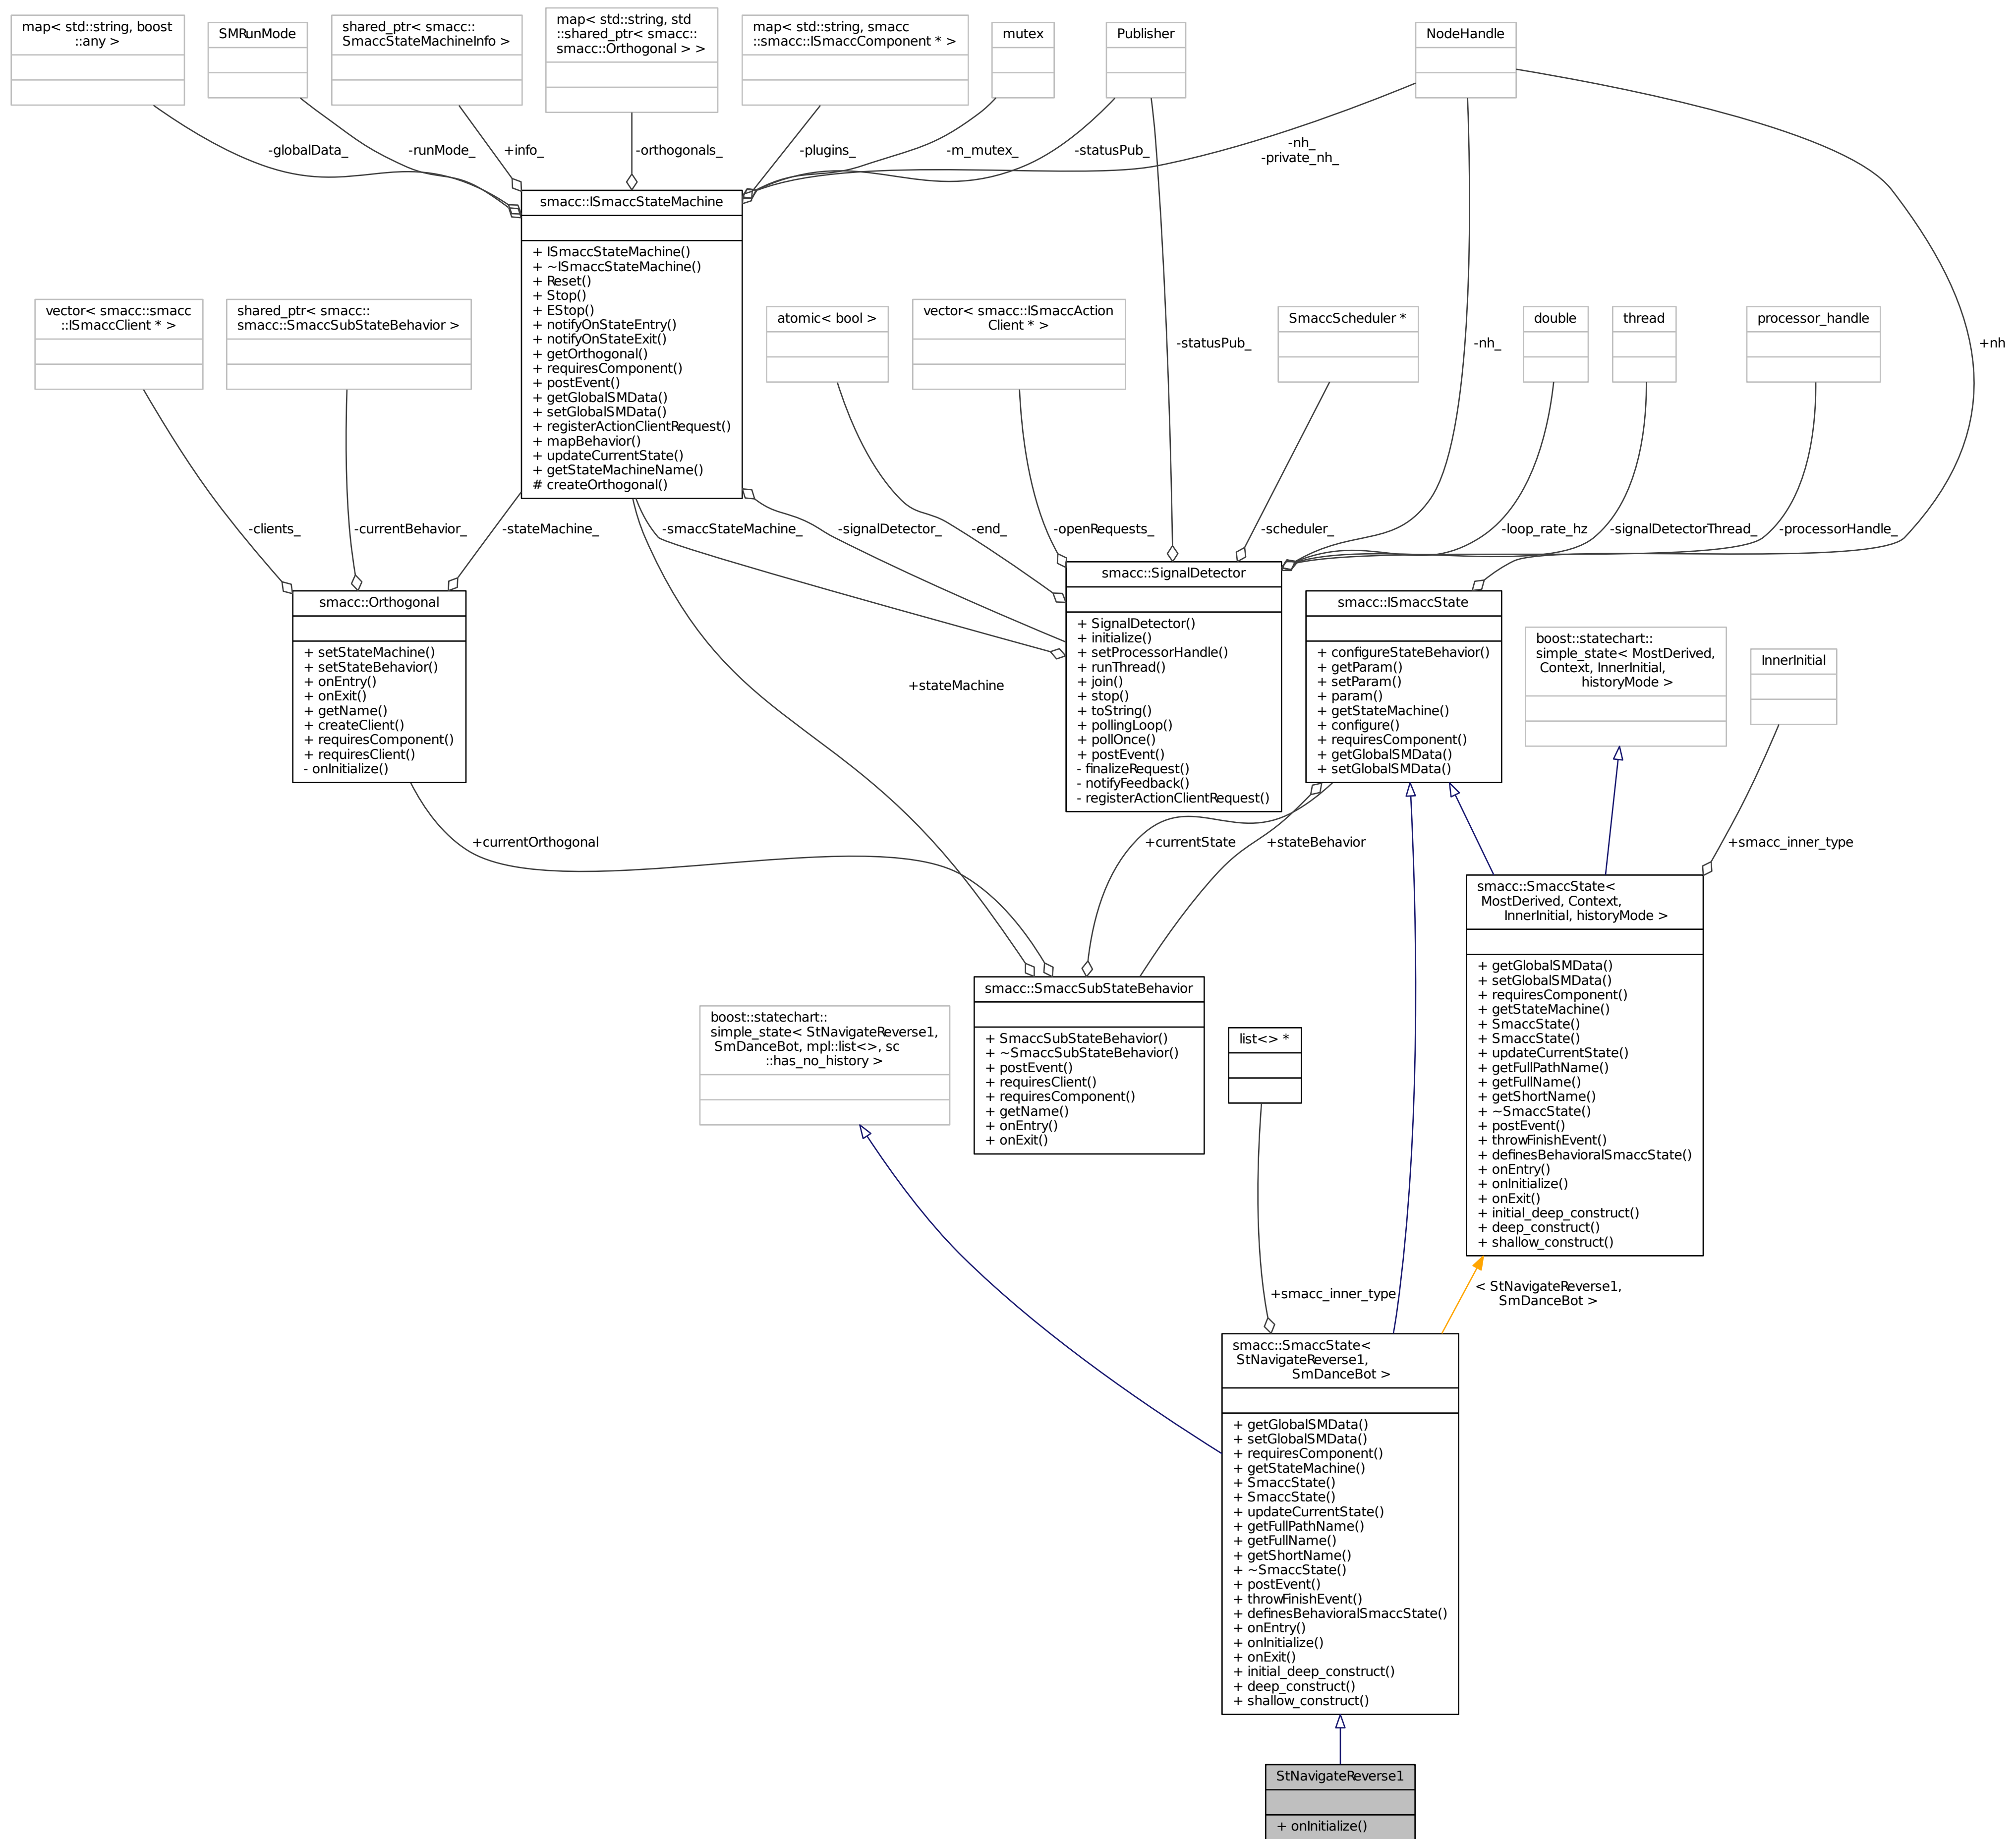 map< std::string, boost
::any >
SMRunMode
shared_ptr< smacc::
SmaccStateMachineInfo >
map< std::string, std
::shared_ptr< smacc::
smacc::Orthogonal > >
map< std::string, smacc
::smacc::ISmaccComponent * >
mutex
Publisher
NodeHandle
-globalData_
-runMode_
+info_
-orthogonals_
-plugins_
-m_mutex_
-statusPub_
-nh_
-private_nh_
smacc::ISmaccStateMachine
+ ISmaccStateMachine()
+ ~ISmaccStateMachine()
+ Reset()
+ Stop()
+ EStop()
+ notifyOnStateEntry()
+ notifyOnStateExit()
+ getOrthogonal()
+ requiresComponent()
+ postEvent()
+ getGlobalSMData()
+ setGlobalSMData()
+ registerActionClientRequest()
+ mapBehavior()
+ updateCurrentState()
+ getStateMachineName()
# createOrthogonal()
vector< smacc::smacc
::ISmaccClient * >
shared_ptr< smacc::
smacc::SmaccSubStateBehavior >
atomic< bool >
vector< smacc::ISmaccAction
Client * >
-statusPub_
SmaccScheduler *
-nh_
double
thread
processor_handle
+nh
-clients_
-currentBehavior_
-stateMachine_
-smaccStateMachine_
-signalDetector_
-end_
-openRequests_
-scheduler_
-loop_rate_hz
-signalDetectorThread_
-processorHandle_
smacc::Orthogonal
+ setStateMachine()
+ setStateBehavior()
+ onEntry()
+ onExit()
+ getName()
+ createClient()
+ requiresComponent()
+ requiresClient()
- onInitialize()
+stateMachine
smacc::SignalDetector
+ SignalDetector()
+ initialize()
+ setProcessorHandle()
+ runThread()
+ join()
+ stop()
+ toString()
+ pollingLoop()
+ pollOnce()
+ postEvent()
- finalizeRequest()
- notifyFeedback()
- registerActionClientRequest()
smacc::ISmaccState
+ configureStateBehavior()
+ getParam()
+ setParam()
+ param()
+ getStateMachine()
+ configure()
+ requiresComponent()
+ getGlobalSMData()
+ setGlobalSMData()
boost::statechart::
simple_state< MostDerived,
Context, InnerInitial,
historyMode >
InnerInitial
+currentOrthogonal
+currentState
+stateBehavior
+smacc_inner_type
smacc::SmaccState<
MostDerived, Context,
InnerInitial, historyMode >
+ getGlobalSMData()
+ setGlobalSMData()
+ requiresComponent()
+ getStateMachine()
+ SmaccState()
+ SmaccState()
+ updateCurrentState()
+ getFullPathName()
+ getFullName()
+ getShortName()
+ ~SmaccState()
+ postEvent()
+ throwFinishEvent()
+ definesBehavioralSmaccState()
+ onEntry()
+ onInitialize()
+ onExit()
+ initial_deep_construct()
+ deep_construct()
+ shallow_construct()
boost::statechart::
simple_state< StNavigateReverse1,
SmDanceBot, mpl::list<>, sc
::has_no_history >
smacc::SmaccSubStateBehavior
+ SmaccSubStateBehavior()
+ ~SmaccSubStateBehavior()
+ postEvent()
+ requiresClient()
+ requiresComponent()
+ getName()
+ onEntry()
+ onExit()
list<> *
+smacc_inner_type
< StNavigateReverse1,
SmDanceBot >
smacc::SmaccState<
StNavigateReverse1,
SmDanceBot >
+ getGlobalSMData()
+ setGlobalSMData()
+ requiresComponent()
+ getStateMachine()
+ SmaccState()
+ SmaccState()
+ updateCurrentState()
+ getFullPathName()
+ getFullName()
+ getShortName()
+ ~SmaccState()
+ postEvent()
+ throwFinishEvent()
+ definesBehavioralSmaccState()
+ onEntry()
+ onInitialize()
+ onExit()
+ initial_deep_construct()
+ deep_construct()
+ shallow_construct()
StNavigateReverse1
+ onInitialize()